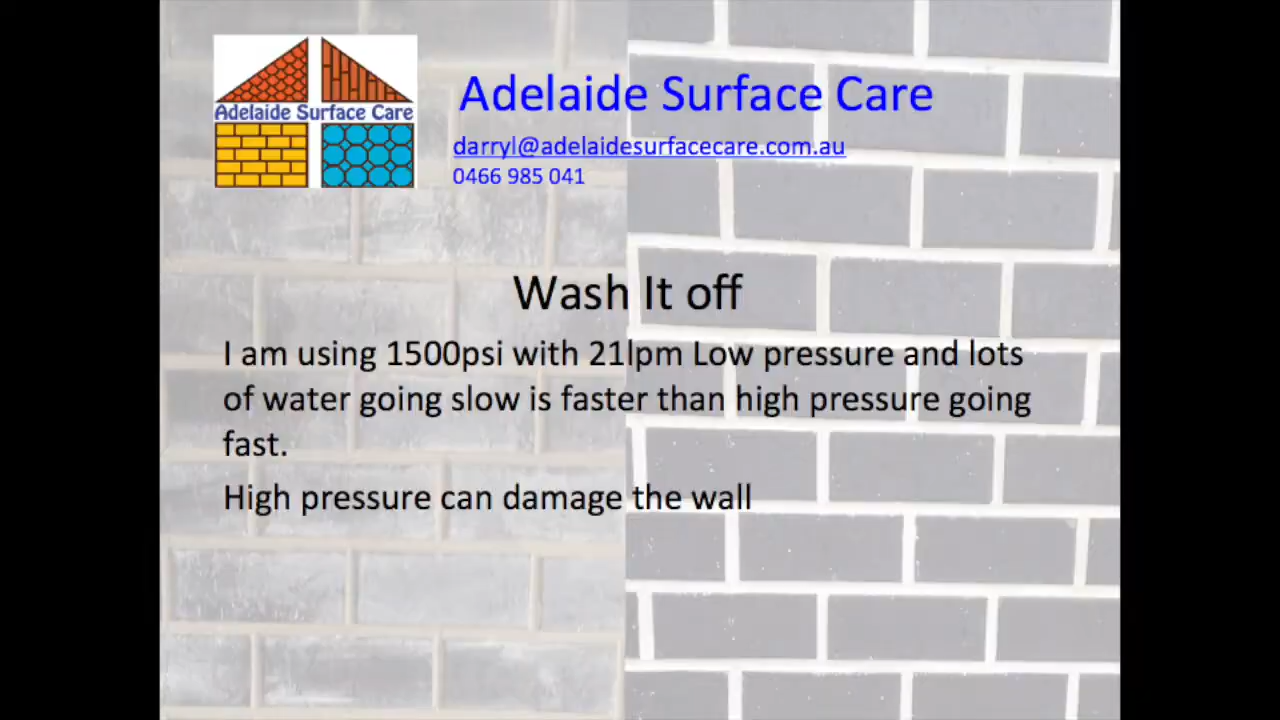 Adelaide Surface Care
Adelaide Surface Care
darryl@adelaidesurfacecare.com.au
0466 985 041
Wash It off
I am using 1500psi with 21lpm Low pressure and lots
of water going slow is faster than high pressure going
fast.
High pressure can damage the wall